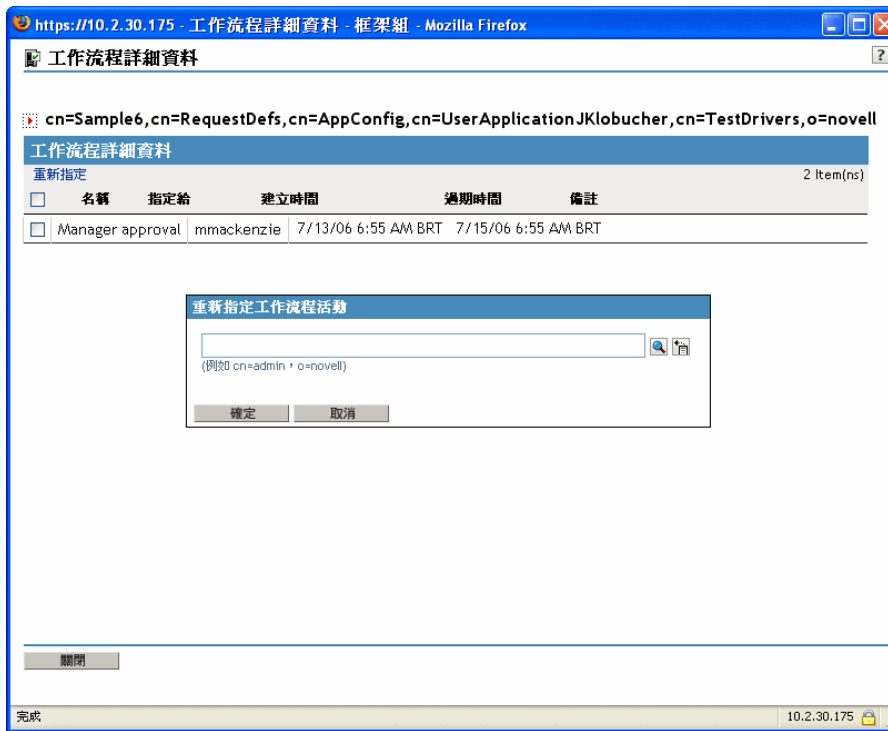 https://10.2.30.175 - 工作流程詳細資料 - 框架組 - Mozilla Firefox
工作流程詳細資料
?
cn=Sample6,cn=RequestDefs,cn=AppConfig,cn=UserApplicationJKlobucher,cn=TestDrivers,o=novell
工作流程詳細資料
重新指定 2 Item(ns)
名稱 指定給 建立時間 過期時間 備註
Manager approval mmackenzie 7/13/06 6:55 AM BRT 7/15/06 6:55 AM BRT
重新指定工作流程活動
(例如 cn=admin，o=novell)
確定 取消
關閉
完成 10.2.30.175